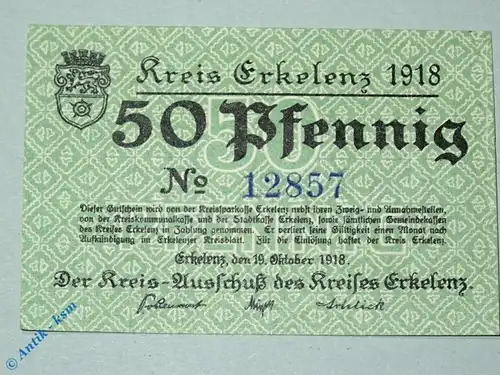 Kreis Erkelenz 1918
50 Pfennig
50
No 12857
Dieser Gutschein wird von der Kreissparkasse Erkelenz nebst ihren Zweig- und Annahmestellen,
von der Kreiskommunalkasse und der Stadtkasse Erkelenz, sowie sämtlichen Gemeindekassen
des Kreises Erkelenz in Zahlung genommen. Er verliert seine Gültigkeit einen Monat nach
Aufkündigung im Erkelenzer Kreisblatt. Für die Einlösung haftet der Kreis Erkelenz.
Erkelenz, den 19. Oktober 1918.
Der Kreis-Ausschuß des Kreises Erkelenz.
© Antik - ksm